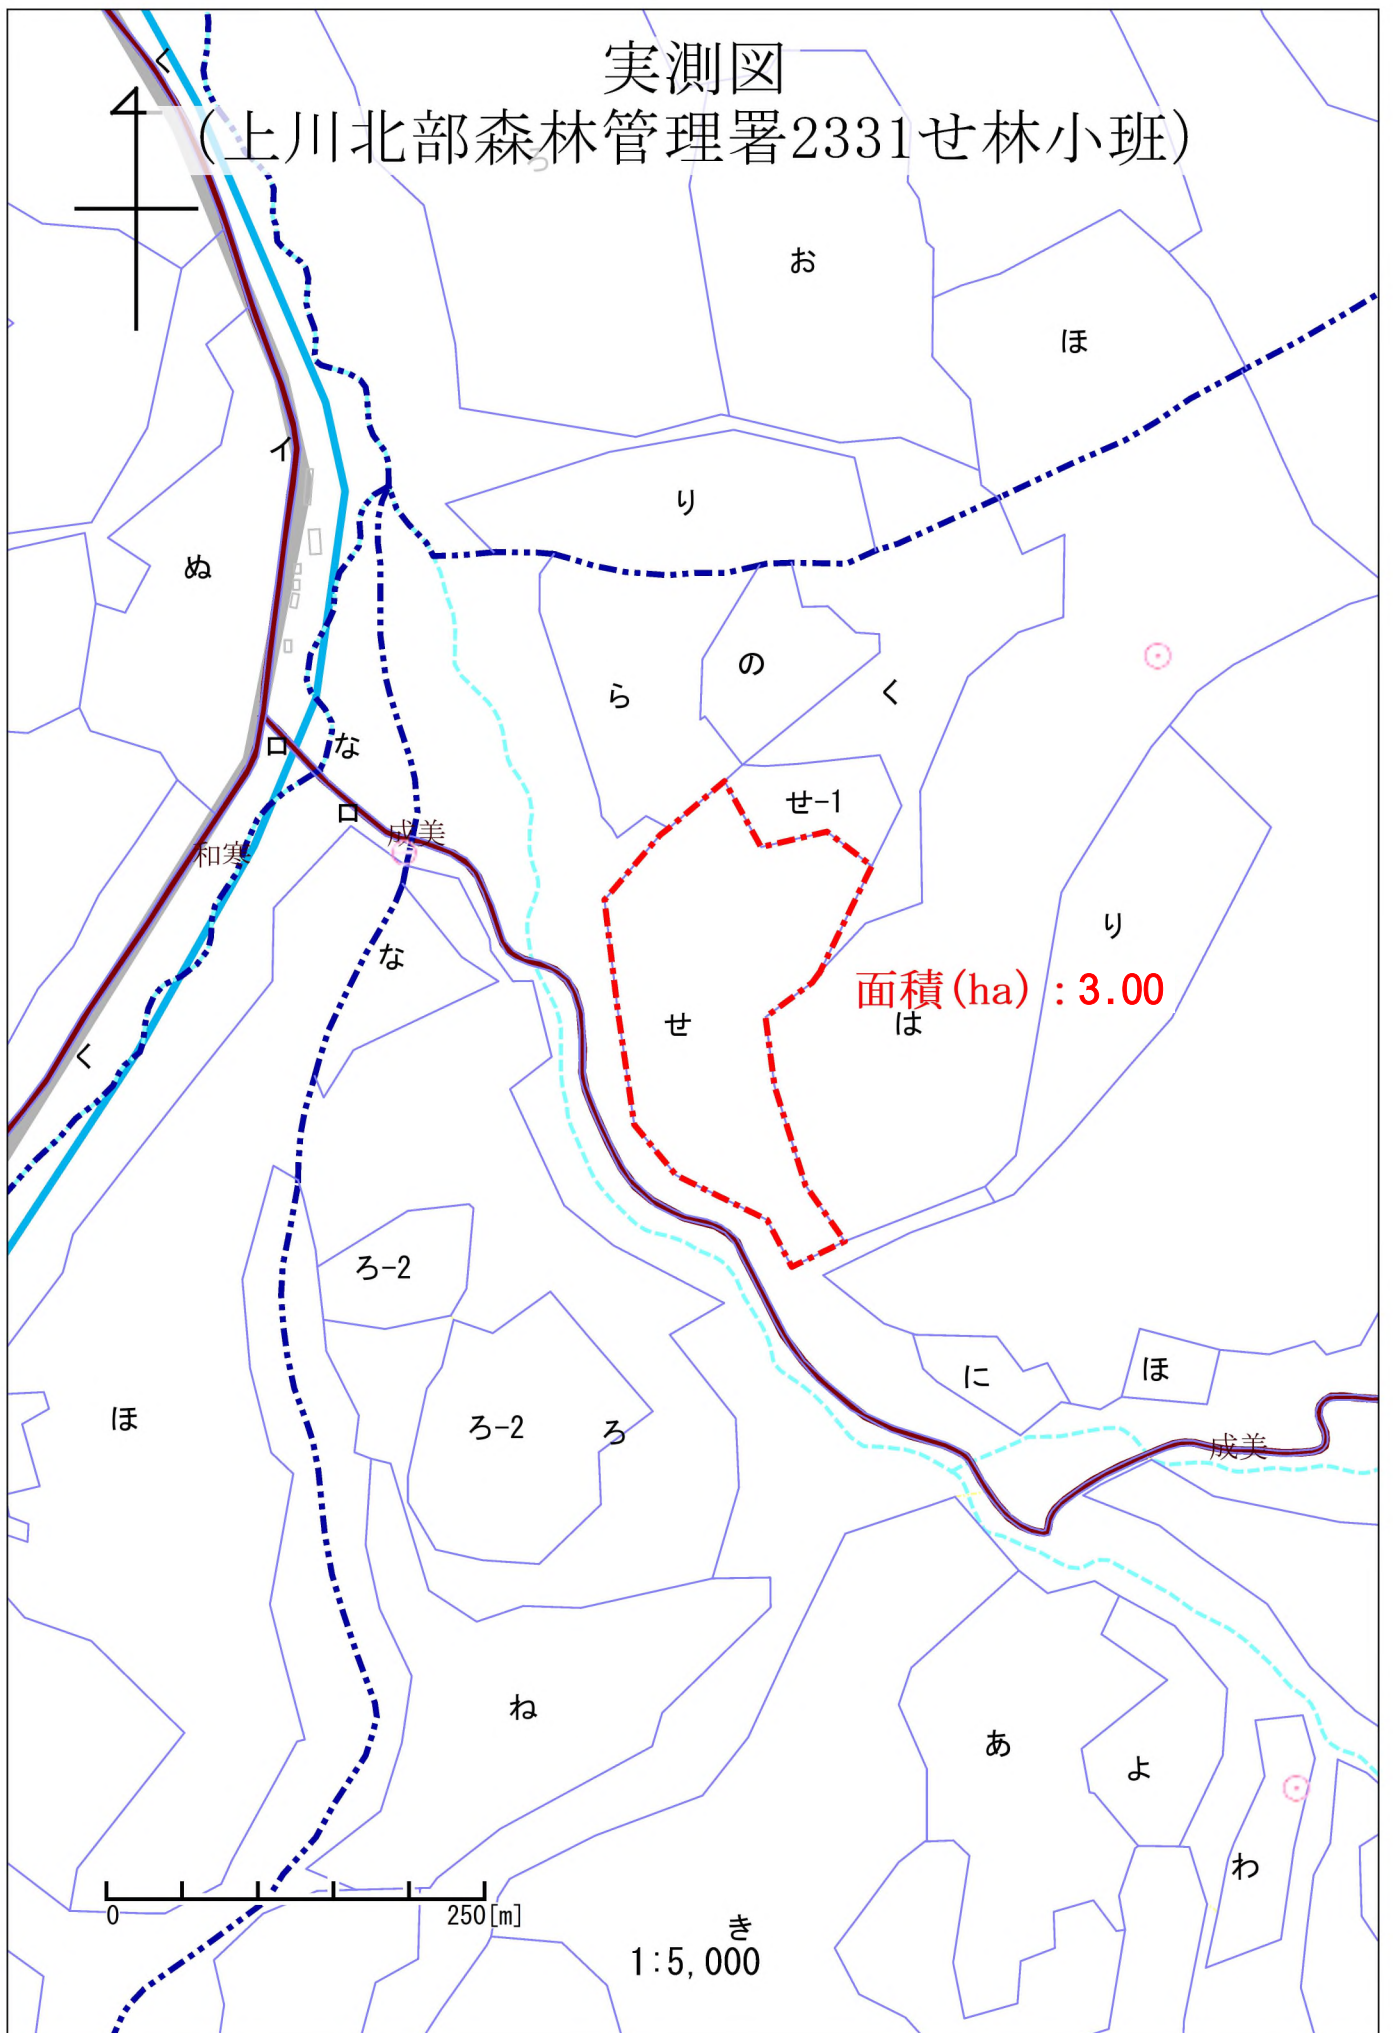 実測図
（上川北部森林管理署2331せ林小班）
く
ろ
お
ほ
イ
り
ぬ
の
ら
く
ロ
な
せ-1
ロ
成美
和寒
り
な
面積(ha)：3.00
せ
は
く
ろ-2
に
ほ
ほ
ろ-2
ろ
成美
ね
あ
よ
わ
0
250[m]
き
1:5,000